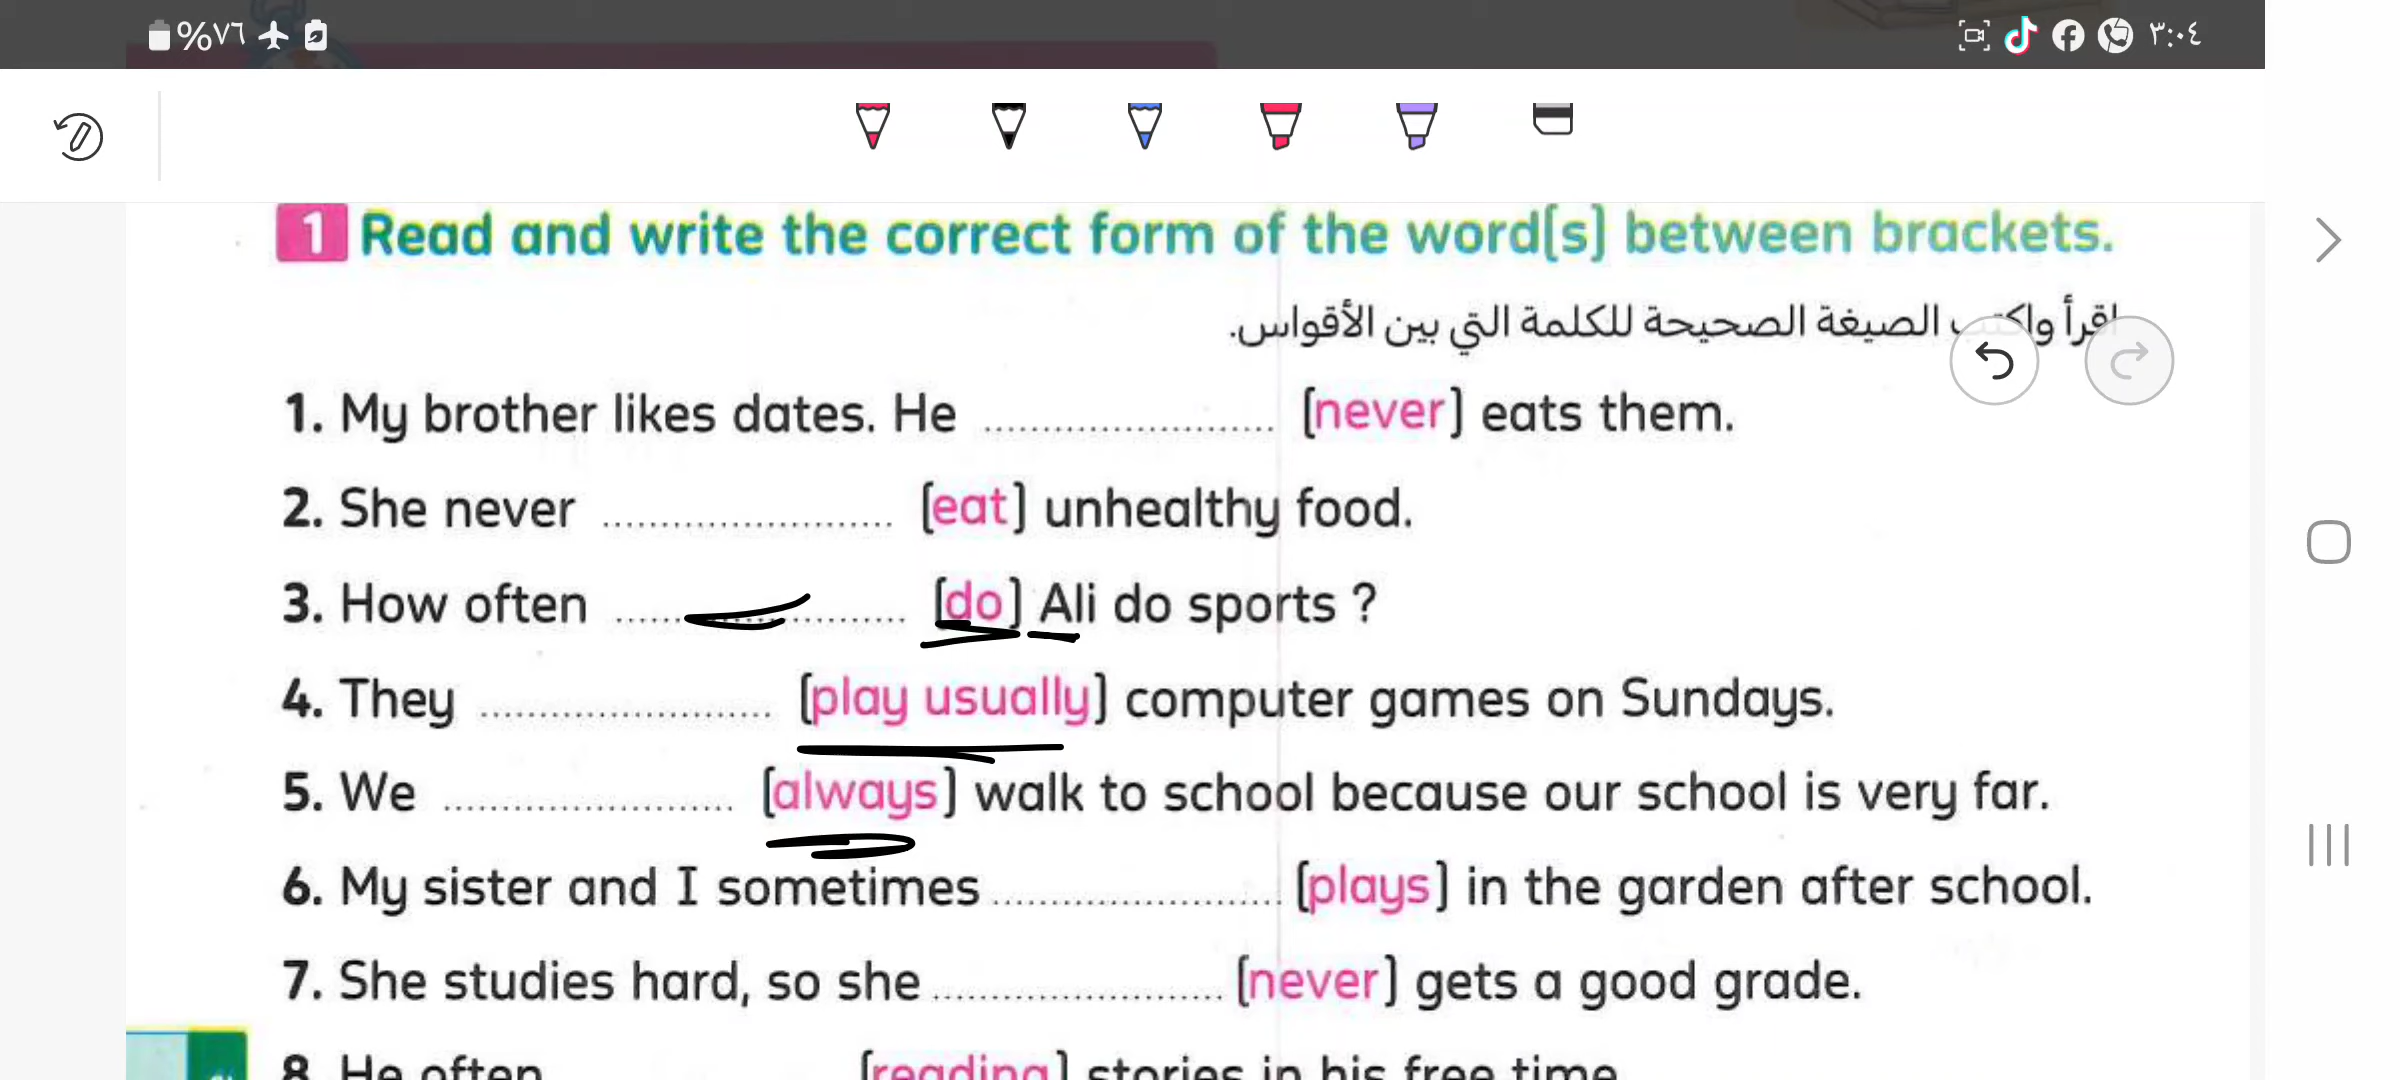 %٧٦ ٣:٠٤
1 Read and write the correct form of the word(s) between brackets.
اقرأ واكتب الصيغة الصحيحة للكلمة التي بين الأقواس.
1. My brother likes dates. He ........................ (never) eats them.
2. She never ........................ (eat) unhealthy food.
3. How often ........................ (do) Ali do sports ?
4. They ........................ (play usually) computer games on Sundays.
5. We ........................ (always) walk to school because our school is very far.
6. My sister and I sometimes ........................ (plays) in the garden after school.
7. She studies hard, so she ........................ (never) gets a good grade.
8. He often (reading) stories in his free time.